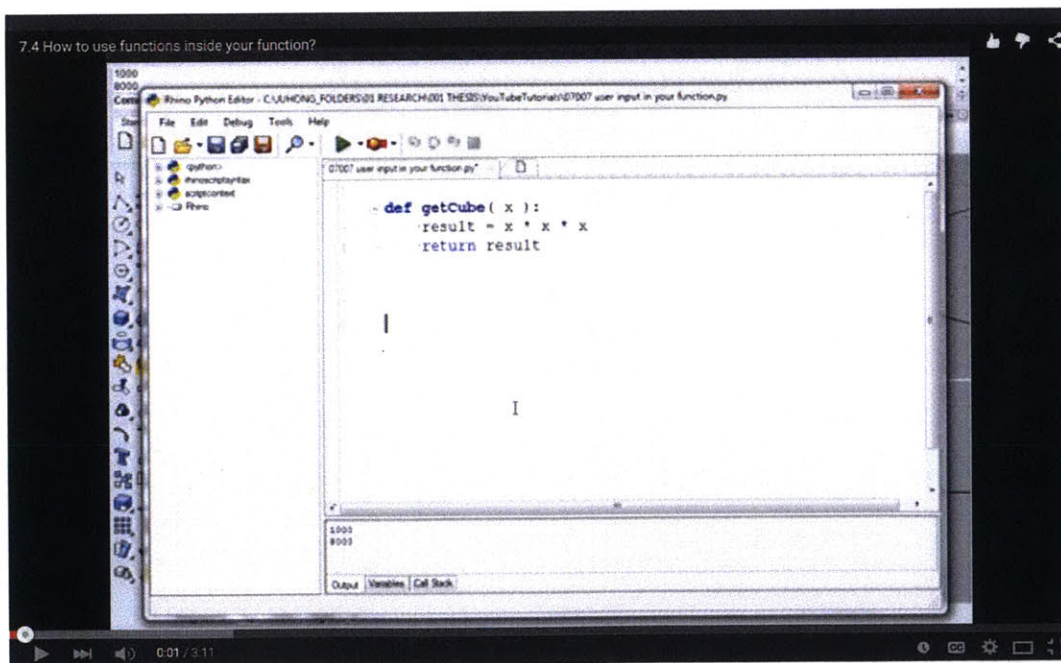 7.4 How to use functions inside your function?
1000
8000
Rhino Python Editor - C:\JUHONG_FOLDERS\01 RESEARCH\001 THESIS\YouTubeTutorials\07007 user input in your function.py
File Edit Debug Tools Help
<python>
rhinoscriptsyntax
scriptcontext
Rhino
07007 user input in your function.py*
def getCube( x ):
result = x * x * x
return result
1000
8000
Output Variables Call Stack
0:01 / 3:11
CC